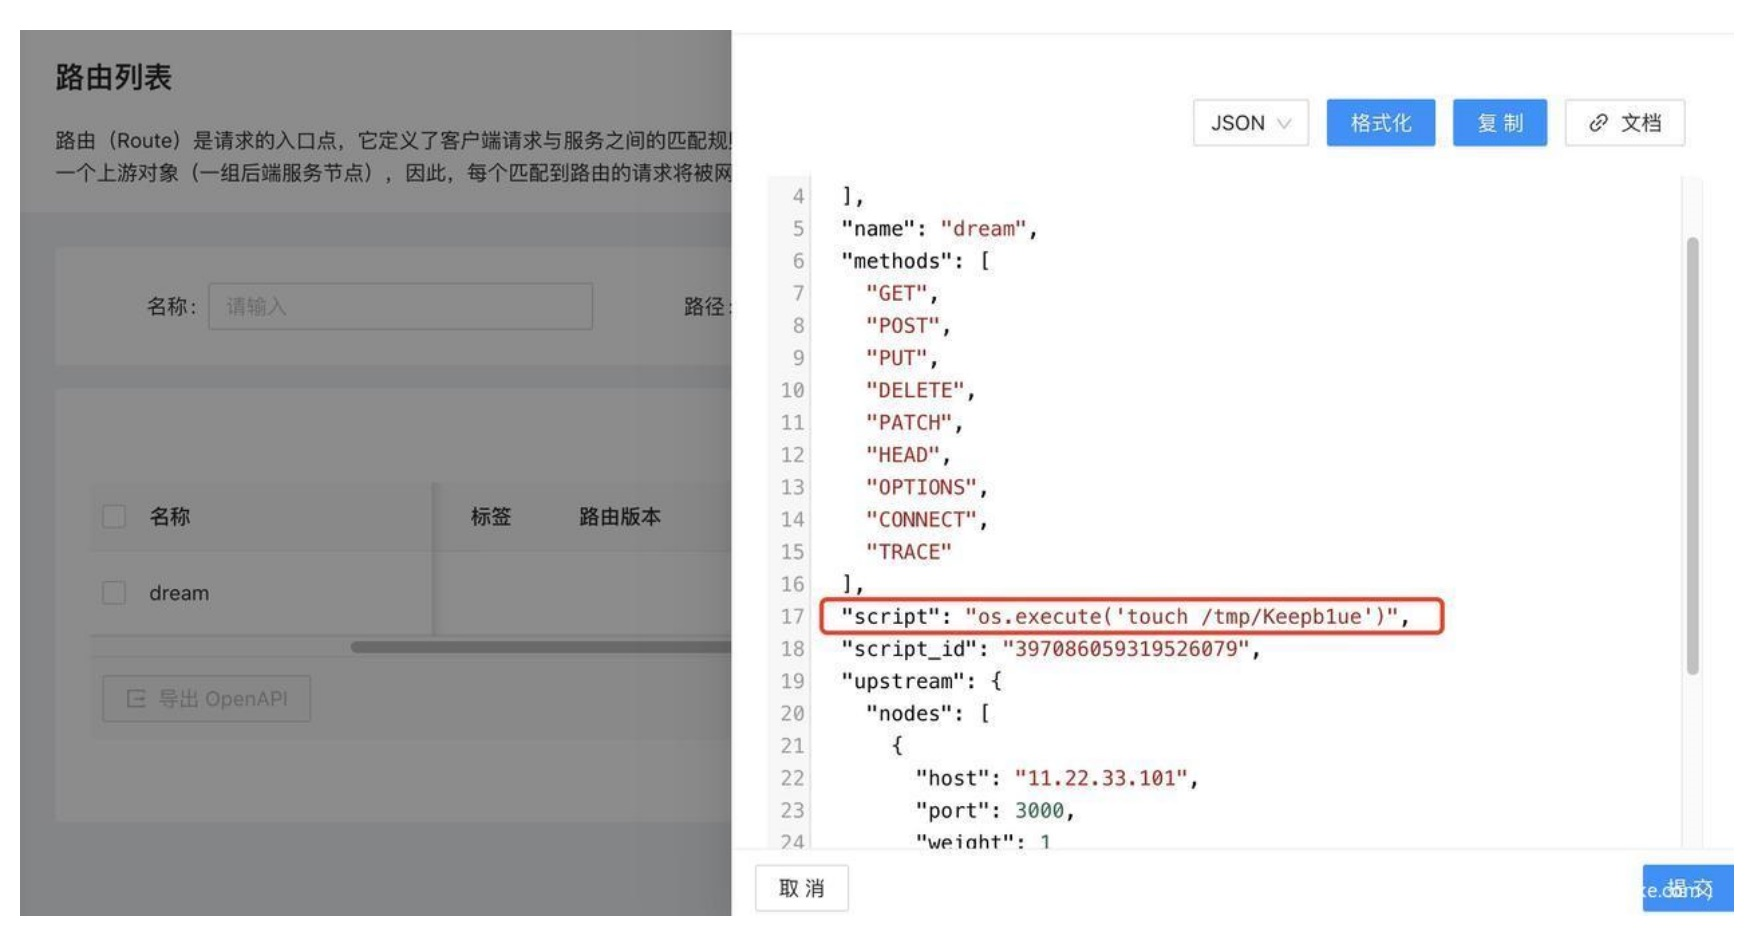 路由列表
路由（Route）是请求的入口点，它定义了客户端请求与服务之间的匹配规
一个上游对象（一组后端服务节点），因此，每个匹配到路由的请求将被网
名称：
请输入
路径：
名称
标签
路由版本
dream
导出 OpenAPI
JSON
格式化
复 制
文档
4 ],
5 "name": "dream",
6 "methods": [
7 "GET",
8 "POST",
9 "PUT",
10 "DELETE",
11 "PATCH",
12 "HEAD",
13 "OPTIONS",
14 "CONNECT",
15 "TRACE"
16 ],
17 "script": "os.execute('touch /tmp/Keepb1ue')",
18 "script_id": "397086059319526079",
19 "upstream": {
20 "nodes": [
21 {
22 "host": "11.22.33.101",
23 "port": 3000,
24 "weight": 1
取 消
提 交